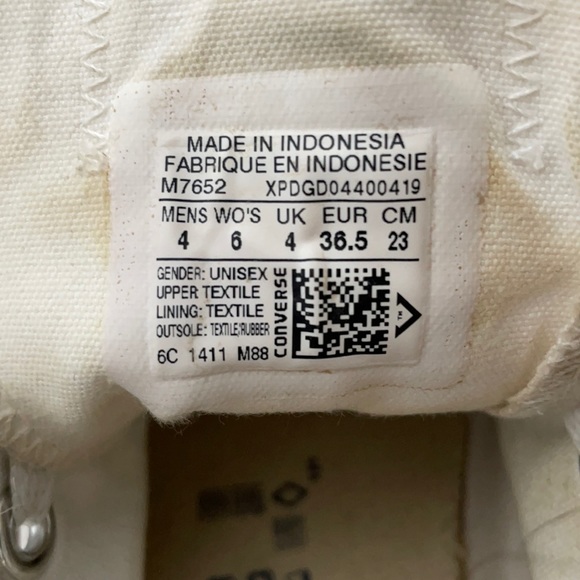 MADE IN INDONESIA
FABRIQUE EN INDONESIE
M7652 XPDGD04400419
MENS WO'S UK EUR CM
4 6 4 36.5 23
GENDER: UNISEX
UPPER TEXTILE
LINING: TEXTILE
OUTSOLE: TEXTILE/RUBBER
6C 1411 M88
CONVERSE
TM